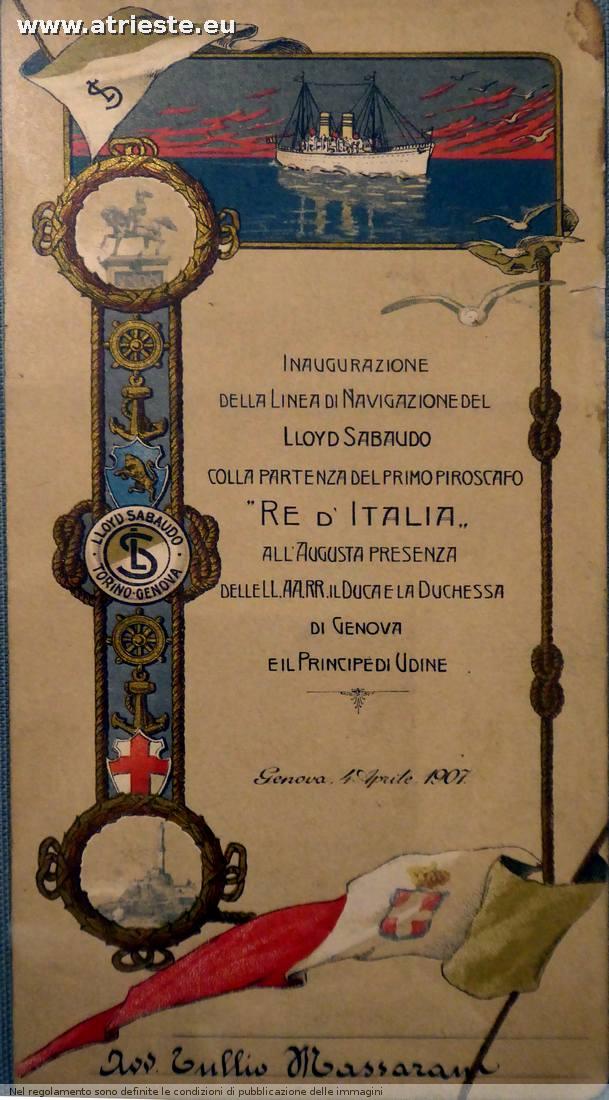 www.atrieste.eu
INAUGURAZIONE
DELLA LINEA DI NAVIGAZIONE DEL
LLOYD SABAUDO
COLLA PARTENZA DEL PRIMO PIROSCAFO
"RE D'ITALIA„
ALL'AUGUSTA PRESENZA
DELLE LL.AA.RR. IL DUCA E LA DUCHESSA
DI GENOVA
E IL PRINCIPE DI UDINE
LLOYD SABAUDO
LS
TORINO-GENOVA
Genova, 4 Aprile 1907.
Avv. Tullio Massarani
Nel regolamento sono definite le condizioni di pubblicazione delle immagini